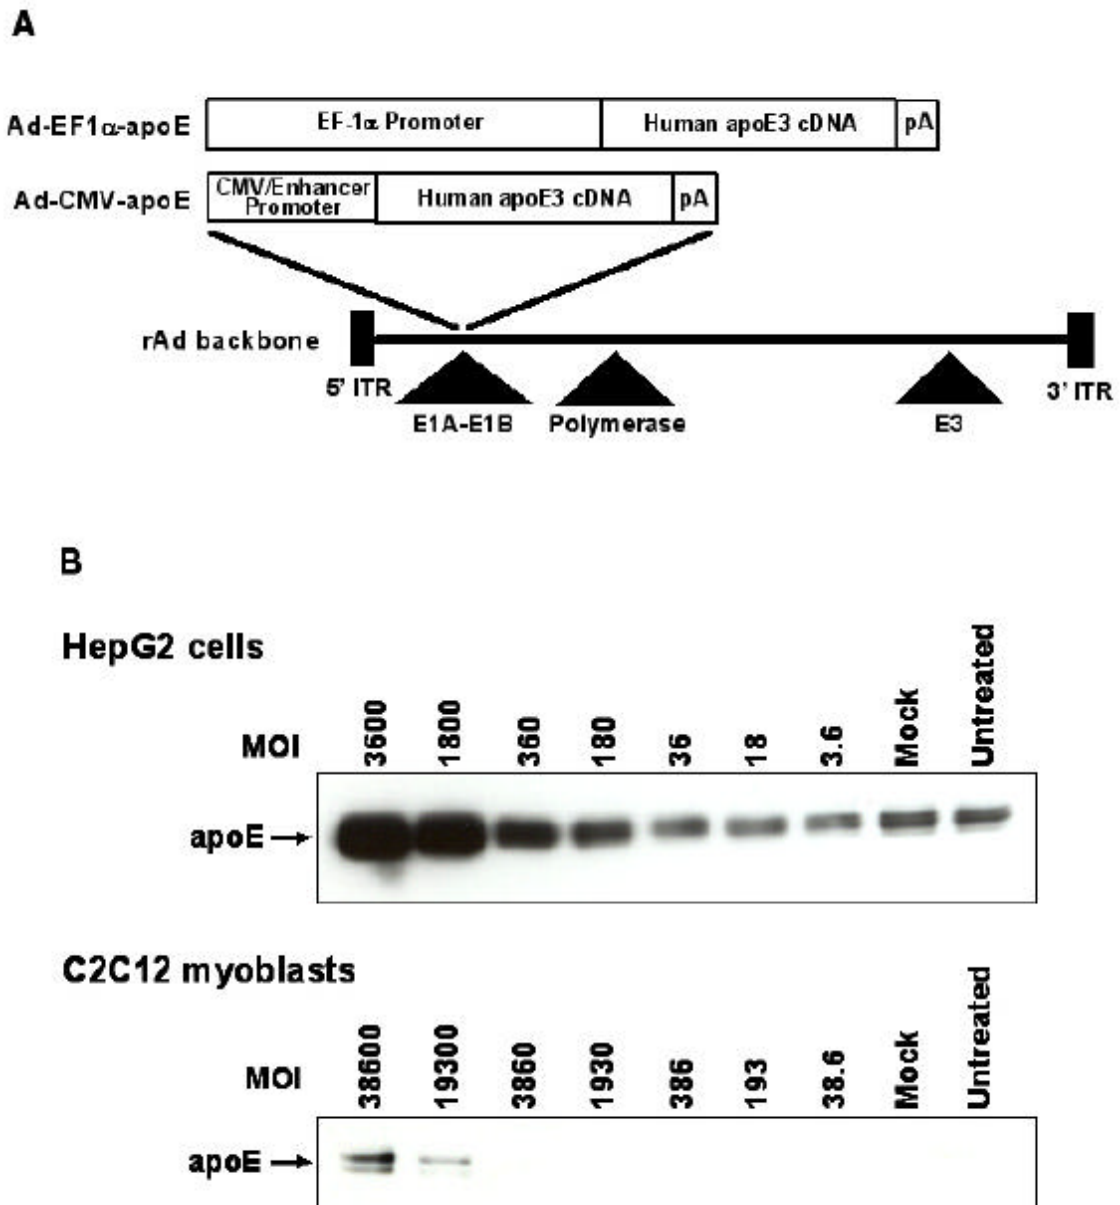 A
Ad-EF1α-apoE EF-1α Promoter Human apoE3 cDNA pA
Ad-CMV-apoE CMV/Enhancer Promoter Human apoE3 cDNA pA
rAd backbone
5' ITR
3' ITR
E1A-E1B Polymerase E3
B
HepG2 cells
MOI 3600 1800 360 180 36 18 3.6 Mock Untreated
apoE
C2C12 myoblasts
MOI 38600 19300 3860 1930 386 193 38.6 Mock Untreated
apoE